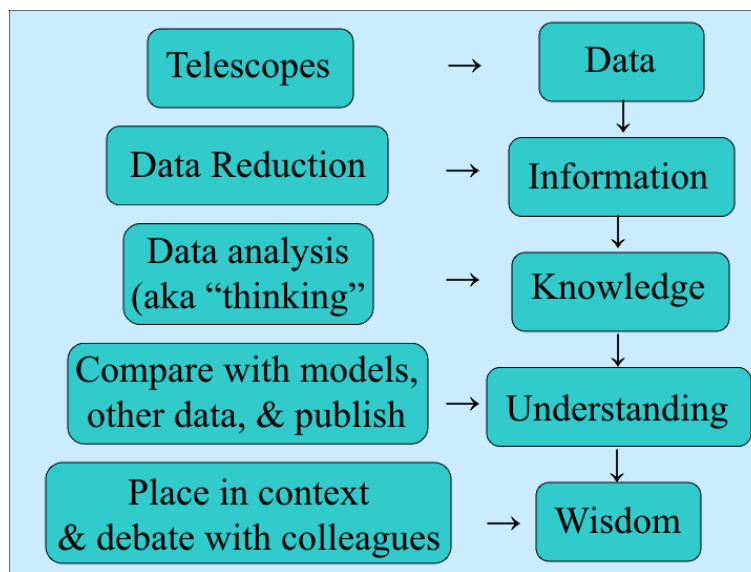 Telescopes → Data
Data Reduction → Information
Data analysis
(aka “thinking” → Knowledge
Compare with models,
other data, & publish → Understanding
Place in context
& debate with colleagues → Wisdom